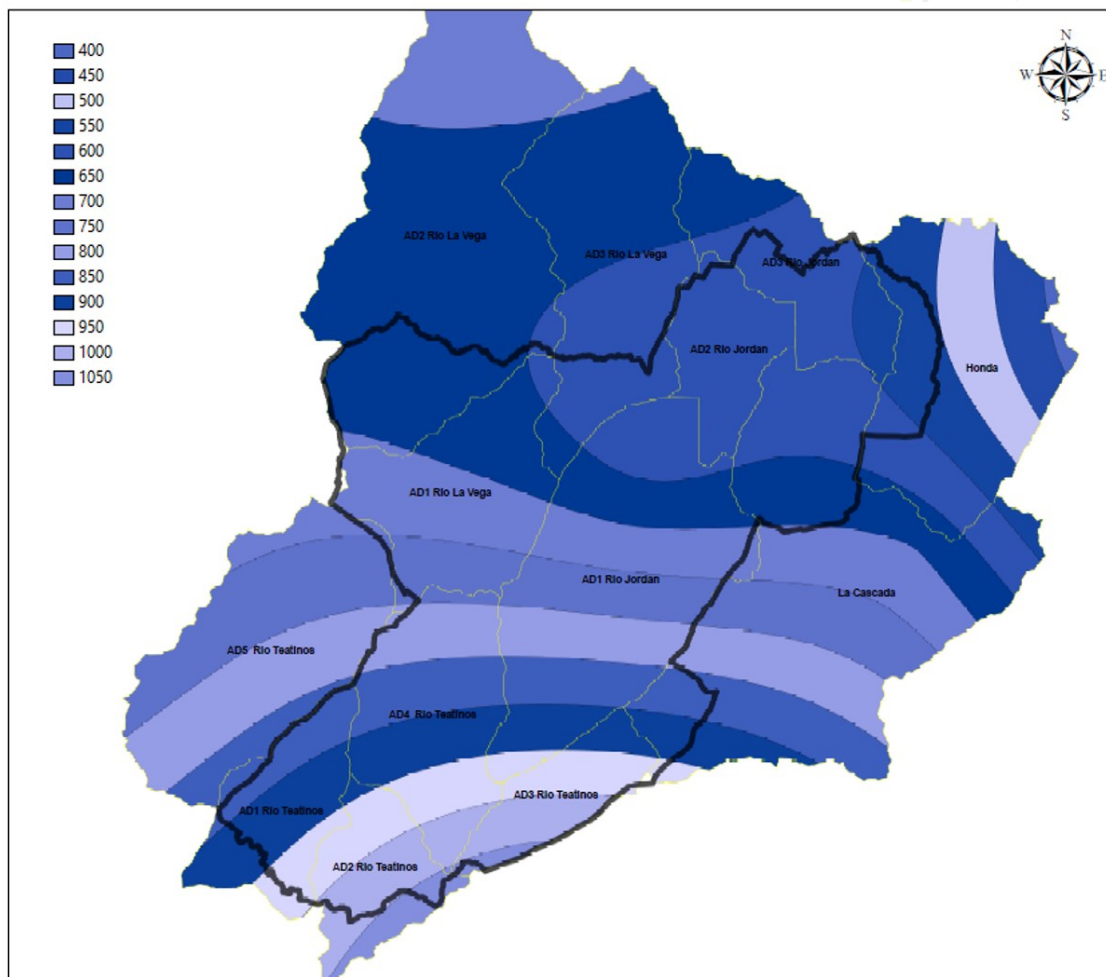 400
450
500
550
600
650
700
750
800
850
900
950
1000
1050
N
W E
S
AD2 Rio La Vega
AD3 Rio La Vega
AD3 Rio Jordan
AD2 Rio Jordan
Honda
AD1 Rio La Vega
AD1 Rio Jordan
La Cascada
AD5 Rio Teatinos
AD4 Rio Teatinos
AD3 Rio Teatinos
AD1 Rio Teatinos
AD2 Rio Teatinos